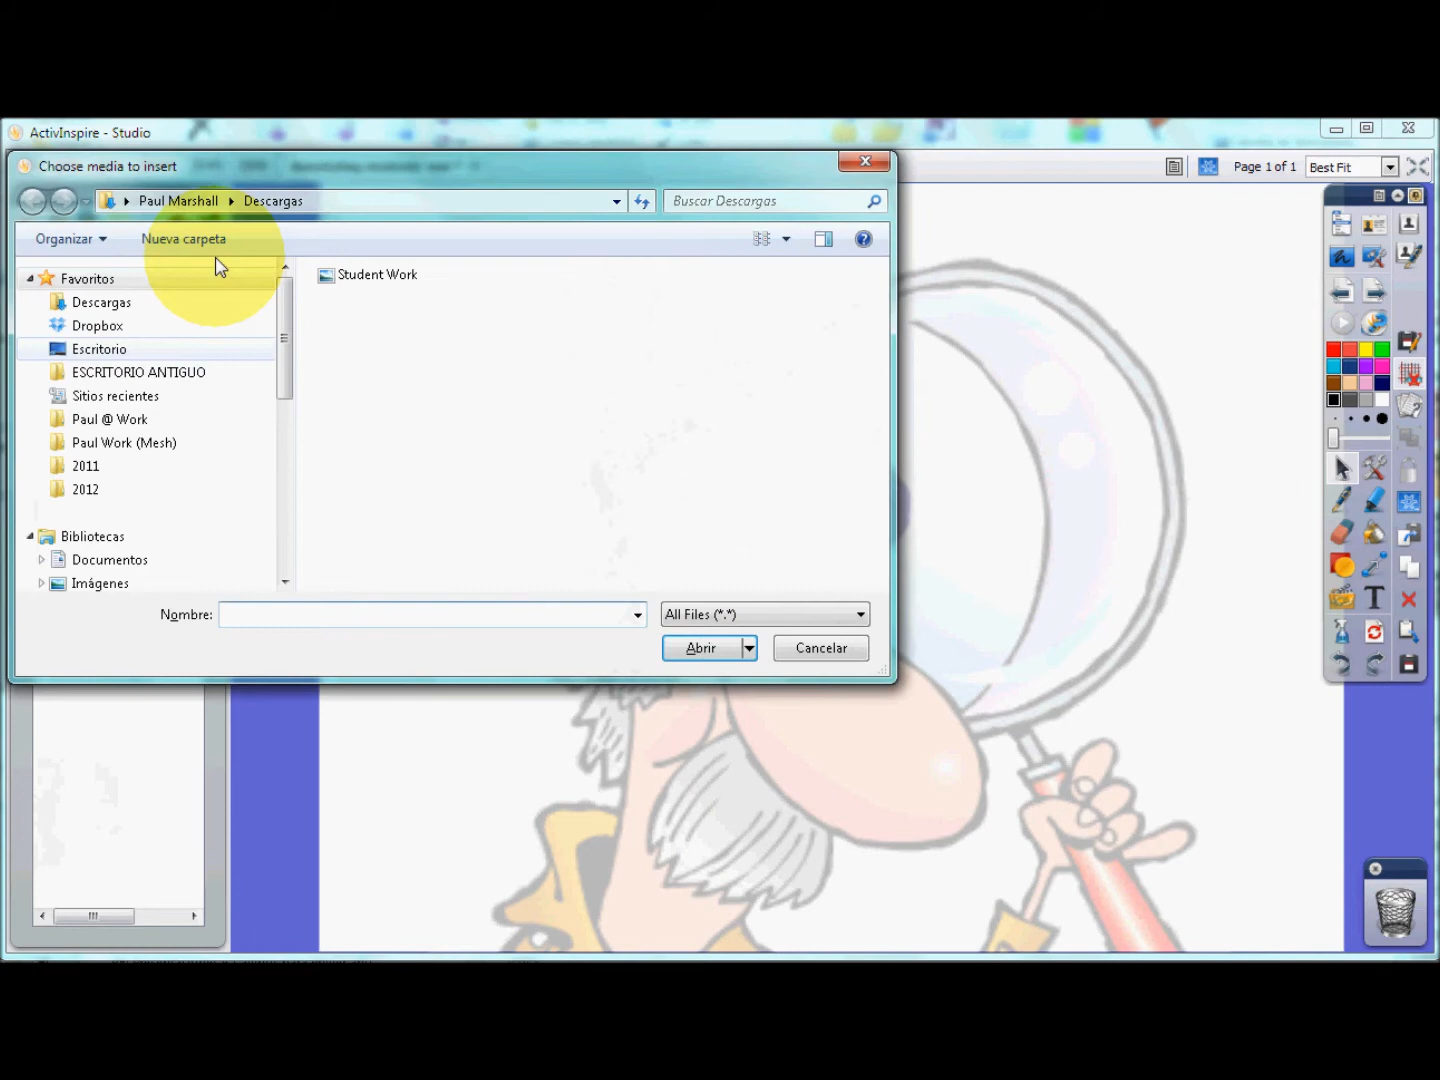 ActivInspire - Studio
Choose media to insert
Page 1 of 1
Best Fit
Paul Marshall
Descargas
Buscar Descargas
Organizar
Nueva carpeta
Favoritos
Student Work
Descargas
Dropbox
Escritorio
ESCRITORIO ANTIGUO
Sitios recientes
Paul @ Work
Paul Work (Mesh)
2011
2012
Bibliotecas
Documentos
Imágenes
Nombre:
All Files (*.*)
Abrir
Cancelar